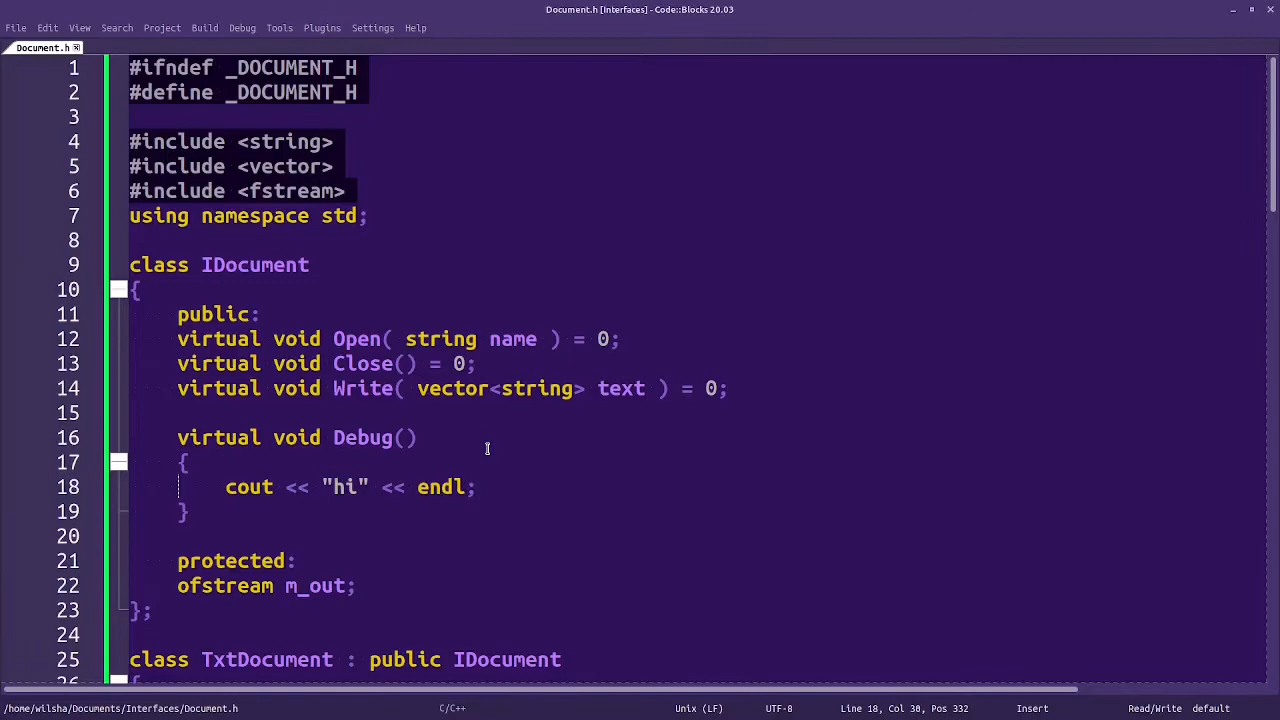 Document.h [Interfaces] - Code::Blocks 20.03
File Edit View Search Project Build Debug Tools Plugins Settings Help
Document.h
1 #ifndef _DOCUMENT_H
2 #define _DOCUMENT_H
3
4 #include <string>
5 #include <vector>
6 #include <fstream>
7 using namespace std;
8
9 class IDocument
10 {
11 public:
12 virtual void Open( string name ) = 0;
13 virtual void Close() = 0;
14 virtual void Write( vector<string> text ) = 0;
15
16 virtual void Debug()
17 {
18 cout << "hi" << endl;
19 }
20
21 protected:
22 ofstream m_out;
23 };
24
25 class TxtDocument : public IDocument
26 {
/home/wilsha/Documents/Interfaces/Document.h C/C++ Unix (LF) UTF-8 Line 18, Col 30, Pos 332 Insert Read/Write default